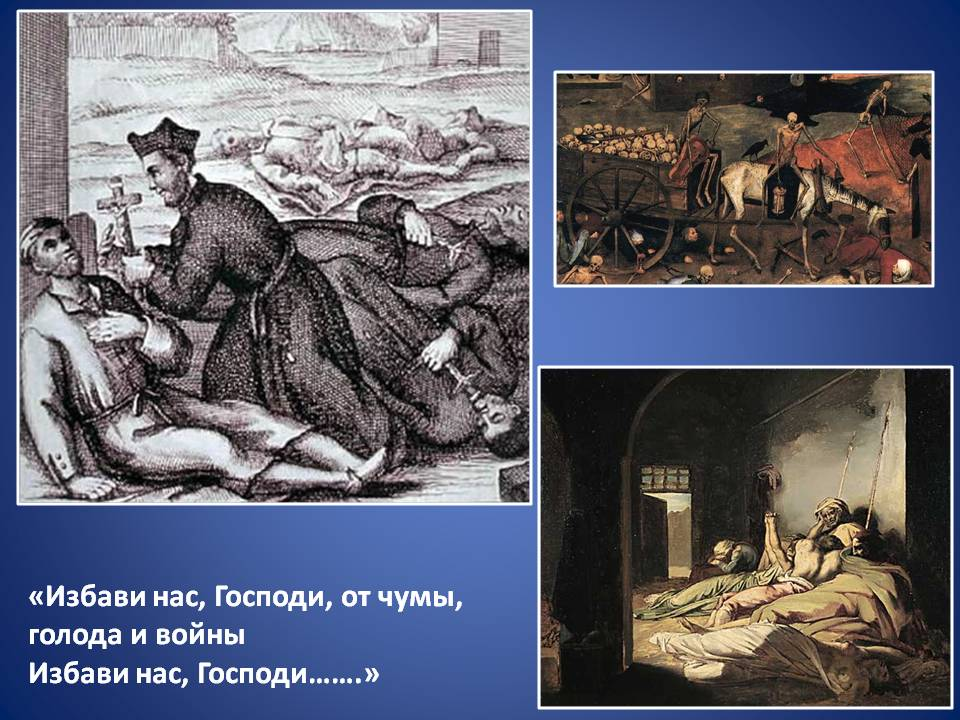 «Избави нас, Господи, от чумы,
голода и войны
Избави нас, Господи…….»